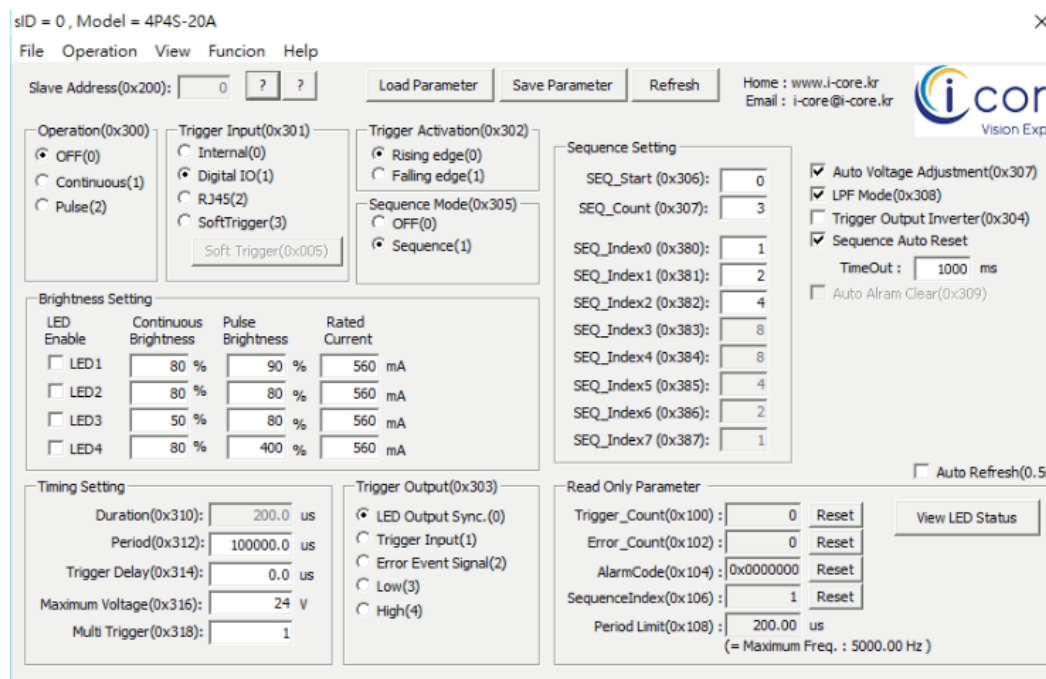 sID = 0 , Model = 4P4S-20A
File Operation View Funcion Help
Slave Address(0x200): 0 ? ? Load Parameter Save Parameter Refresh
Home : www.i-core.kr
Email : i-core@i-core.kr
i cor
Vision Exp
Operation(0x300)
OFF(0)
Continuous(1)
Pulse(2)
Trigger Input(0x301)
Internal(0)
Digital IO(1)
RJ45(2)
SoftTrigger(3)
Soft Trigger(0x005)
Trigger Activation(0x302)
Rising edge(0)
Falling edge(1)
Sequence Mode(0x305)
OFF(0)
Sequence(1)
Sequence Setting
SEQ_Start (0x306): 0
SEQ_Count (0x307): 3
SEQ_Index0 (0x380): 1
SEQ_Index1 (0x381): 2
SEQ_Index2 (0x382): 4
SEQ_Index3 (0x383): 8
SEQ_Index4 (0x384): 8
SEQ_Index5 (0x385): 4
SEQ_Index6 (0x386): 2
SEQ_Index7 (0x387): 1
Auto Voltage Adjustment(0x307)
LPF Mode(0x308)
Trigger Output Inverter(0x304)
Sequence Auto Reset
TimeOut : 1000 ms
Auto Alram Clear(0x309)
Brightness Setting
LED Continuous Pulse Rated
Enable Brightness Brightness Current
LED1 80 % 90 % 560 mA
LED2 80 % 80 % 560 mA
LED3 50 % 80 % 560 mA
LED4 80 % 400 % 560 mA
Auto Refresh(0.5
Timing Setting
Duration(0x310): 200.0 us
Period(0x312): 100000.0 us
Trigger Delay(0x314): 0.0 us
Maximum Voltage(0x316): 24 V
Multi Trigger(0x318): 1
Trigger Output(0x303)
LED Output Sync.(0)
Trigger Input(1)
Error Event Signal(2)
Low(3)
High(4)
Read Only Parameter
Trigger_Count(0x100) : 0 Reset
Error_Count(0x102) : 0 Reset
AlarmCode(0x104) : 0x0000000 Reset
SequenceIndex(0x106) : 1 Reset
Period Limit(0x108) : 200.00 us
(= Maximum Freq. : 5000.00 Hz )
View LED Status